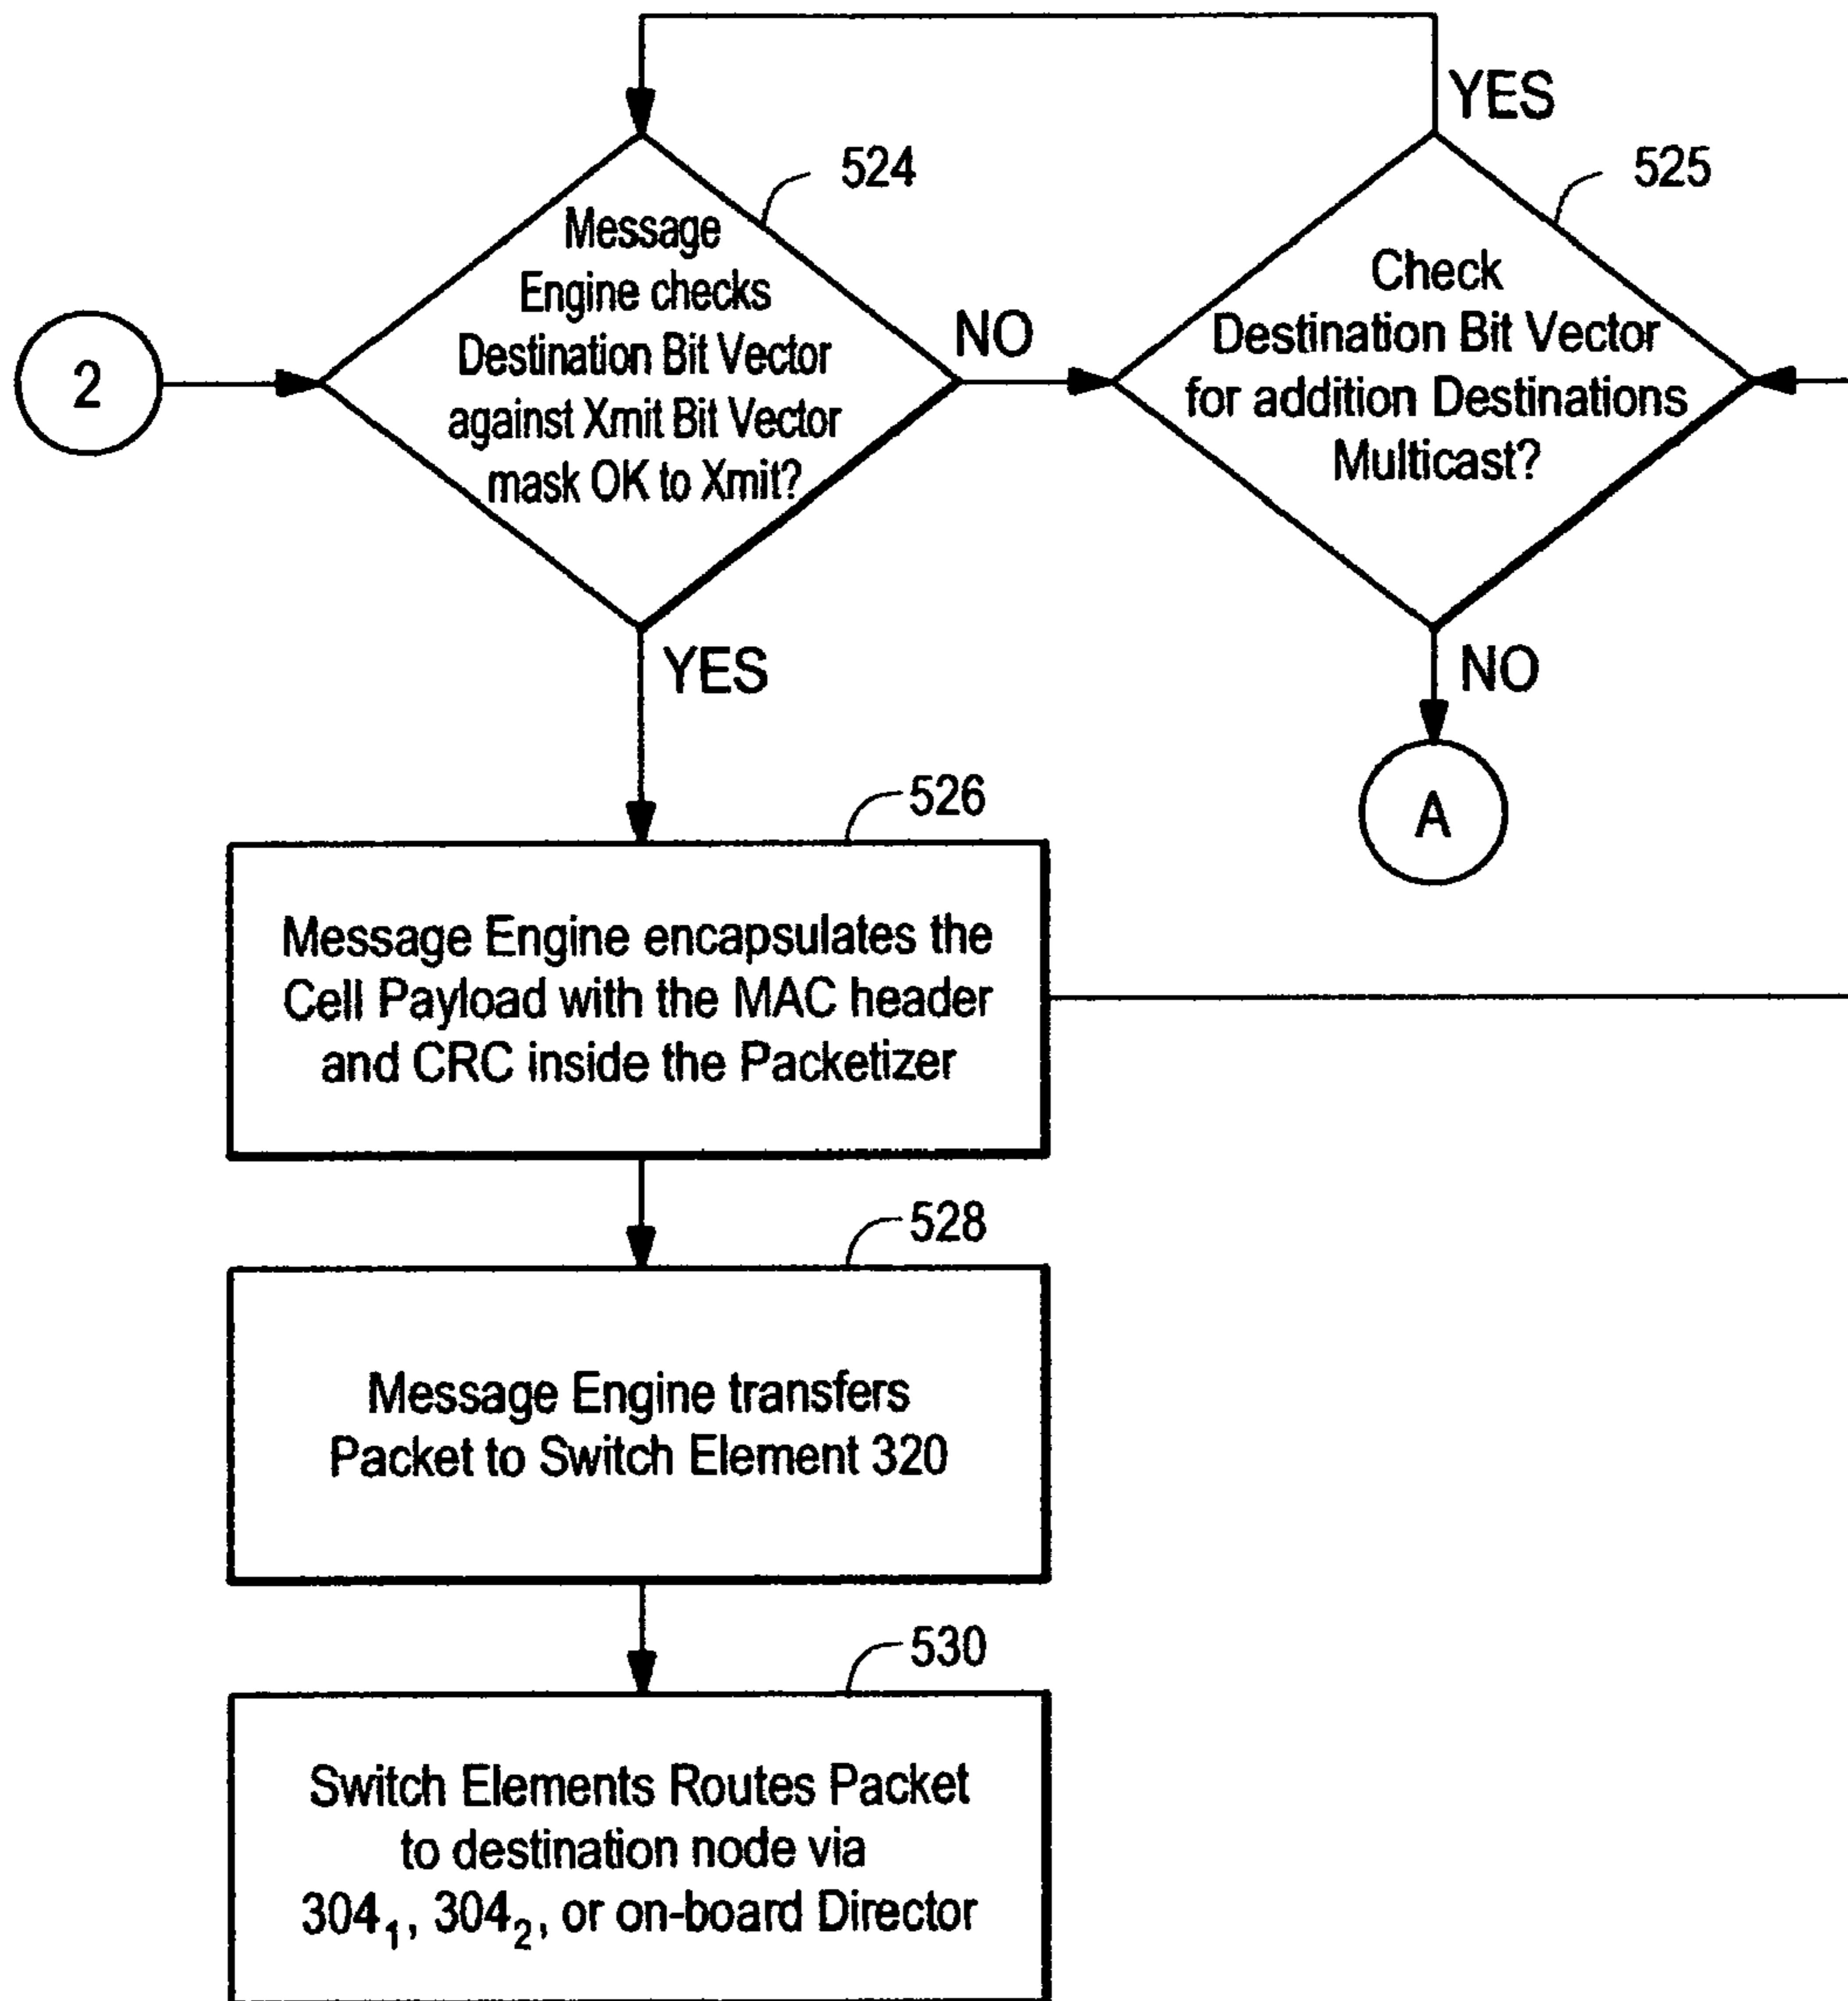 YES
524
525
Message
Engine checks
Destination Bit Vector
against Xmit Bit Vector
mask OK to Xmit?
Check
Destination Bit Vector
for addition Destinations
Multicast?
2
NO
YES
NO
A
526
Message Engine encapsulates the
Cell Payload with the MAC header
and CRC inside the Packetizer
528
Message Engine transfers
Packet to Switch Element 320
530
Switch Elements Routes Packet
to destination node via
304₁, 304₂, or on-board Director